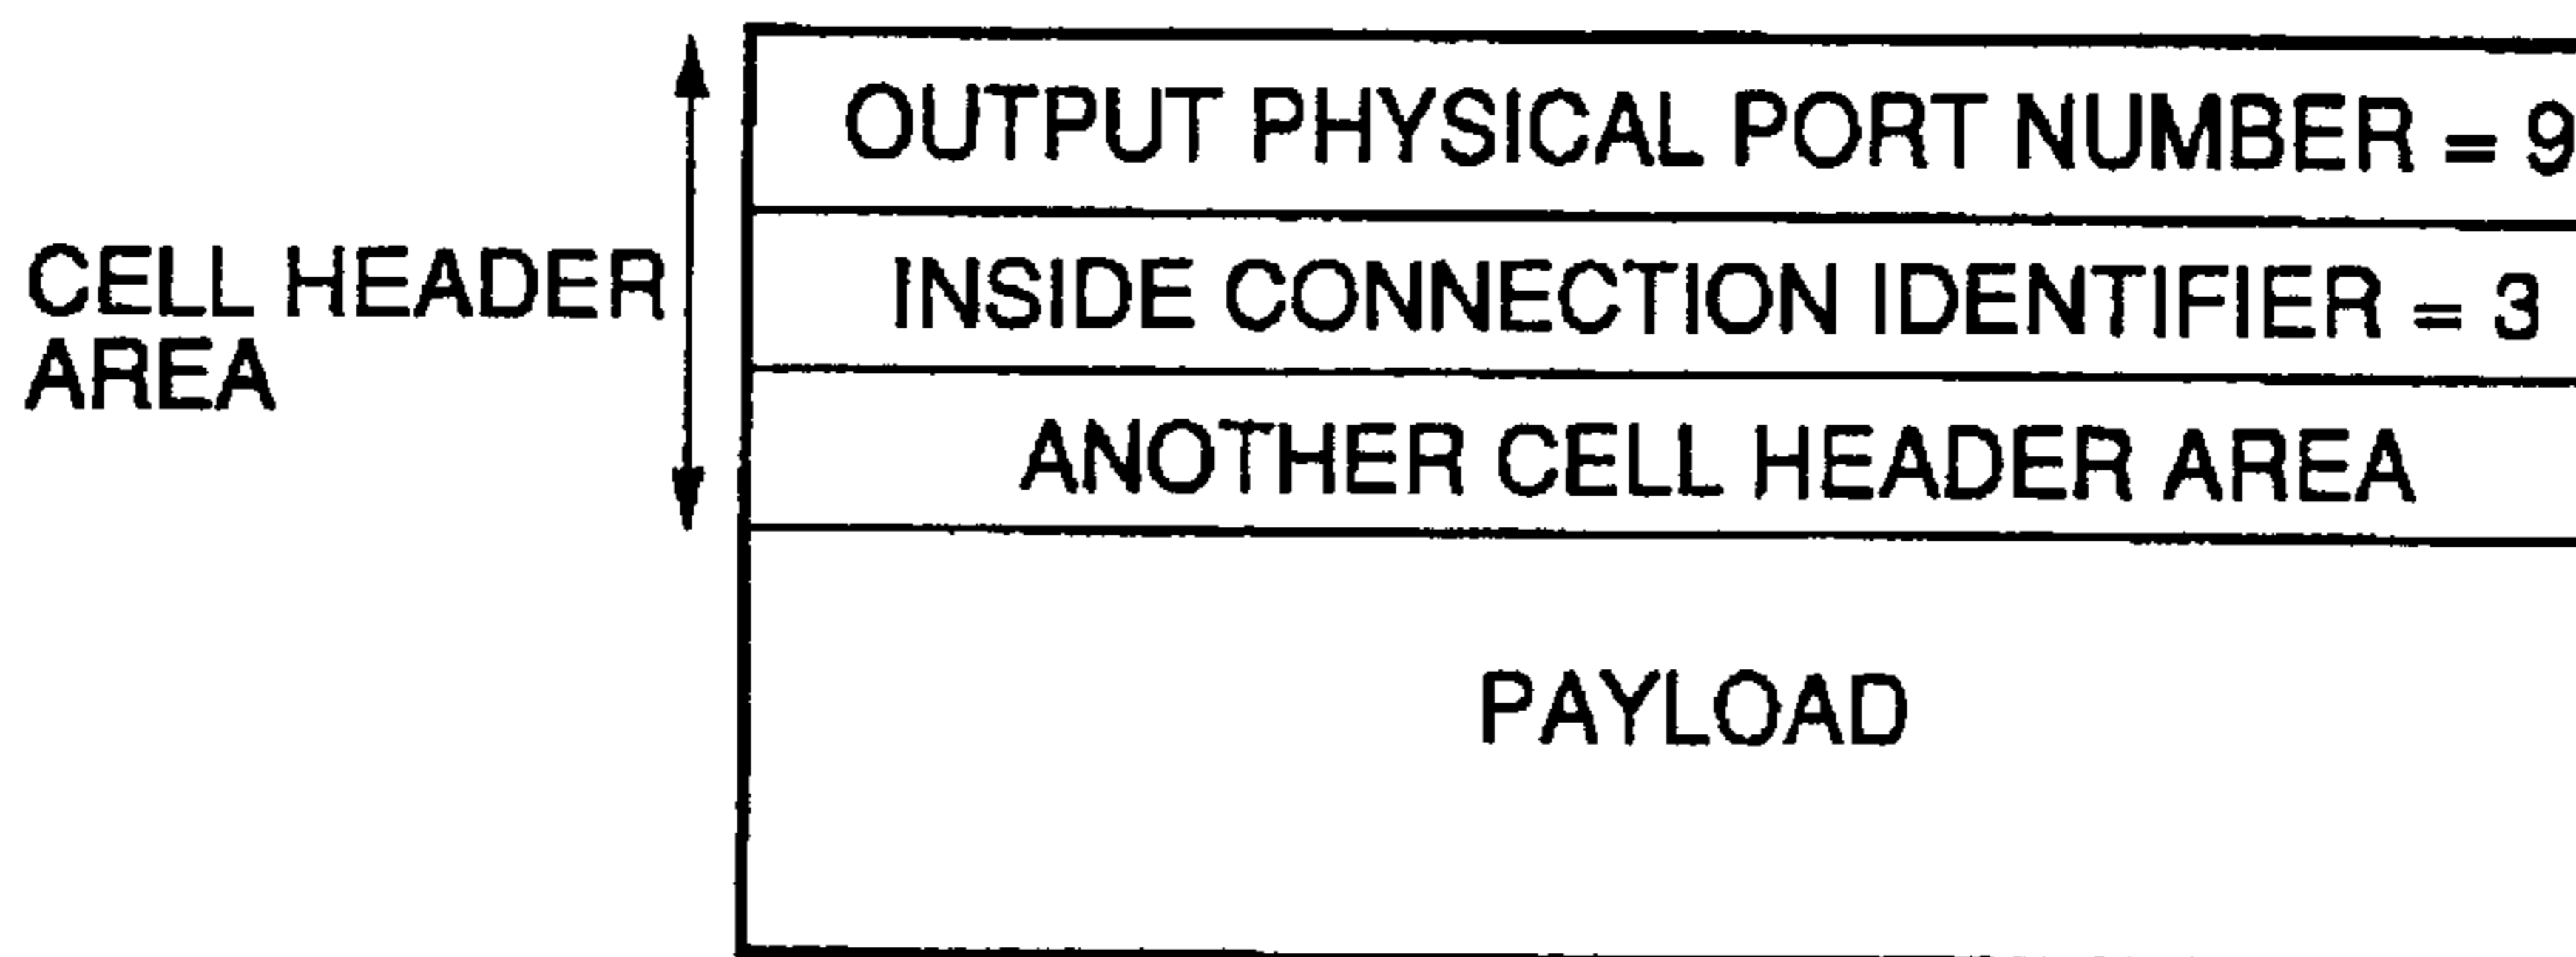 OUTPUT PHYSICAL PORT NUMBER = 9
CELL HEADER
AREA
INSIDE CONNECTION IDENTIFIER = 3
ANOTHER CELL HEADER AREA
PAYLOAD